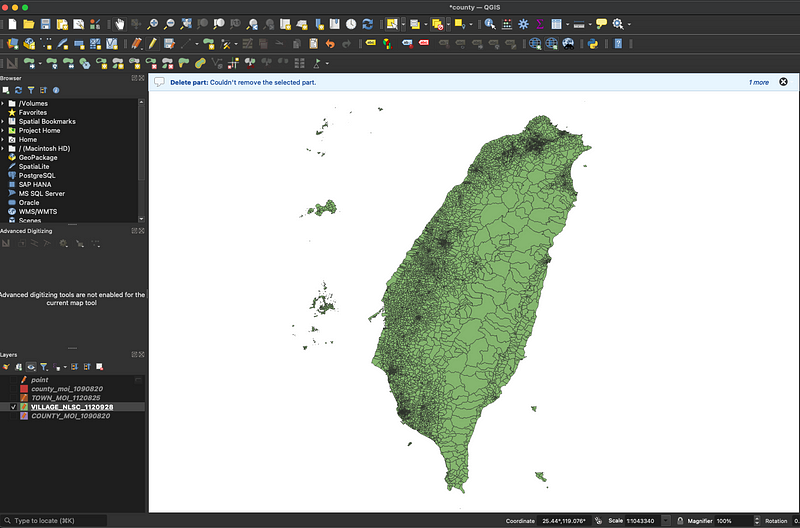 *county — QGIS
Browser
Delete part: Couldn't remove the selected part.
1 more
/Volumes
Favorites
Spatial Bookmarks
Project Home
Home
/ (Macintosh HD)
GeoPackage
SpatiaLite
PostgreSQL
SAP HANA
MS SQL Server
Oracle
WMS/WMTS
Scenes
Advanced Digitizing
Advanced digitizing tools are not enabled for the
current map tool
Layers
point
county_moi_1090820
TOWN_MOI_1120825
VILLAGE_NLSC_1120928
COUNTY_MOI_1090820
Type to locate (⌘K)
Coordinate 25.44°,119.076° Scale 1:1043340 Magnifier 100% Rotation